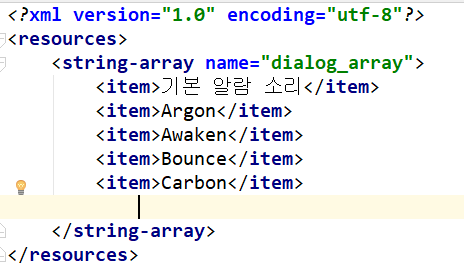 <?xml version="1.0" encoding="utf-8"?>
<resources>
    <string-array name="dialog_array">
        <item>기본 알람 소리</item>
        <item>Argon</item>
        <item>Awaken</item>
        <item>Bounce</item>
        <item>Carbon</item>
    </string-array>
</resources>